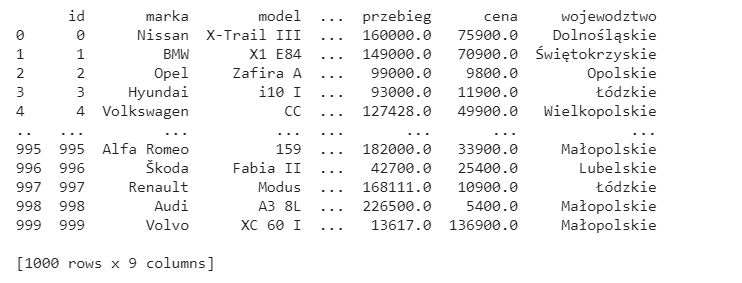 id marka model ... przebieg cena wojewodztwo
0 0 Nissan X-Trail III ... 160000.0 75900.0 Dolnośląskie
1 1 BMW X1 E84 ... 149000.0 70900.0 Świętokrzyskie
2 2 Opel Zafira A ... 99000.0 9800.0 Opolskie
3 3 Hyundai i10 I ... 93000.0 11900.0 Łódzkie
4 4 Volkswagen CC ... 127428.0 49900.0 Wielkopolskie
.. ... ... ... ... ... ... ...
995 995 Alfa Romeo 159 ... 182000.0 33900.0 Małopolskie
996 996 Škoda Fabia II ... 42700.0 25400.0 Lubelskie
997 997 Renault Modus ... 168111.0 10900.0 Łódzkie
998 998 Audi A3 8L ... 226500.0 5400.0 Małopolskie
999 999 Volvo XC 60 I ... 13617.0 136900.0 Małopolskie
[1000 rows x 9 columns]